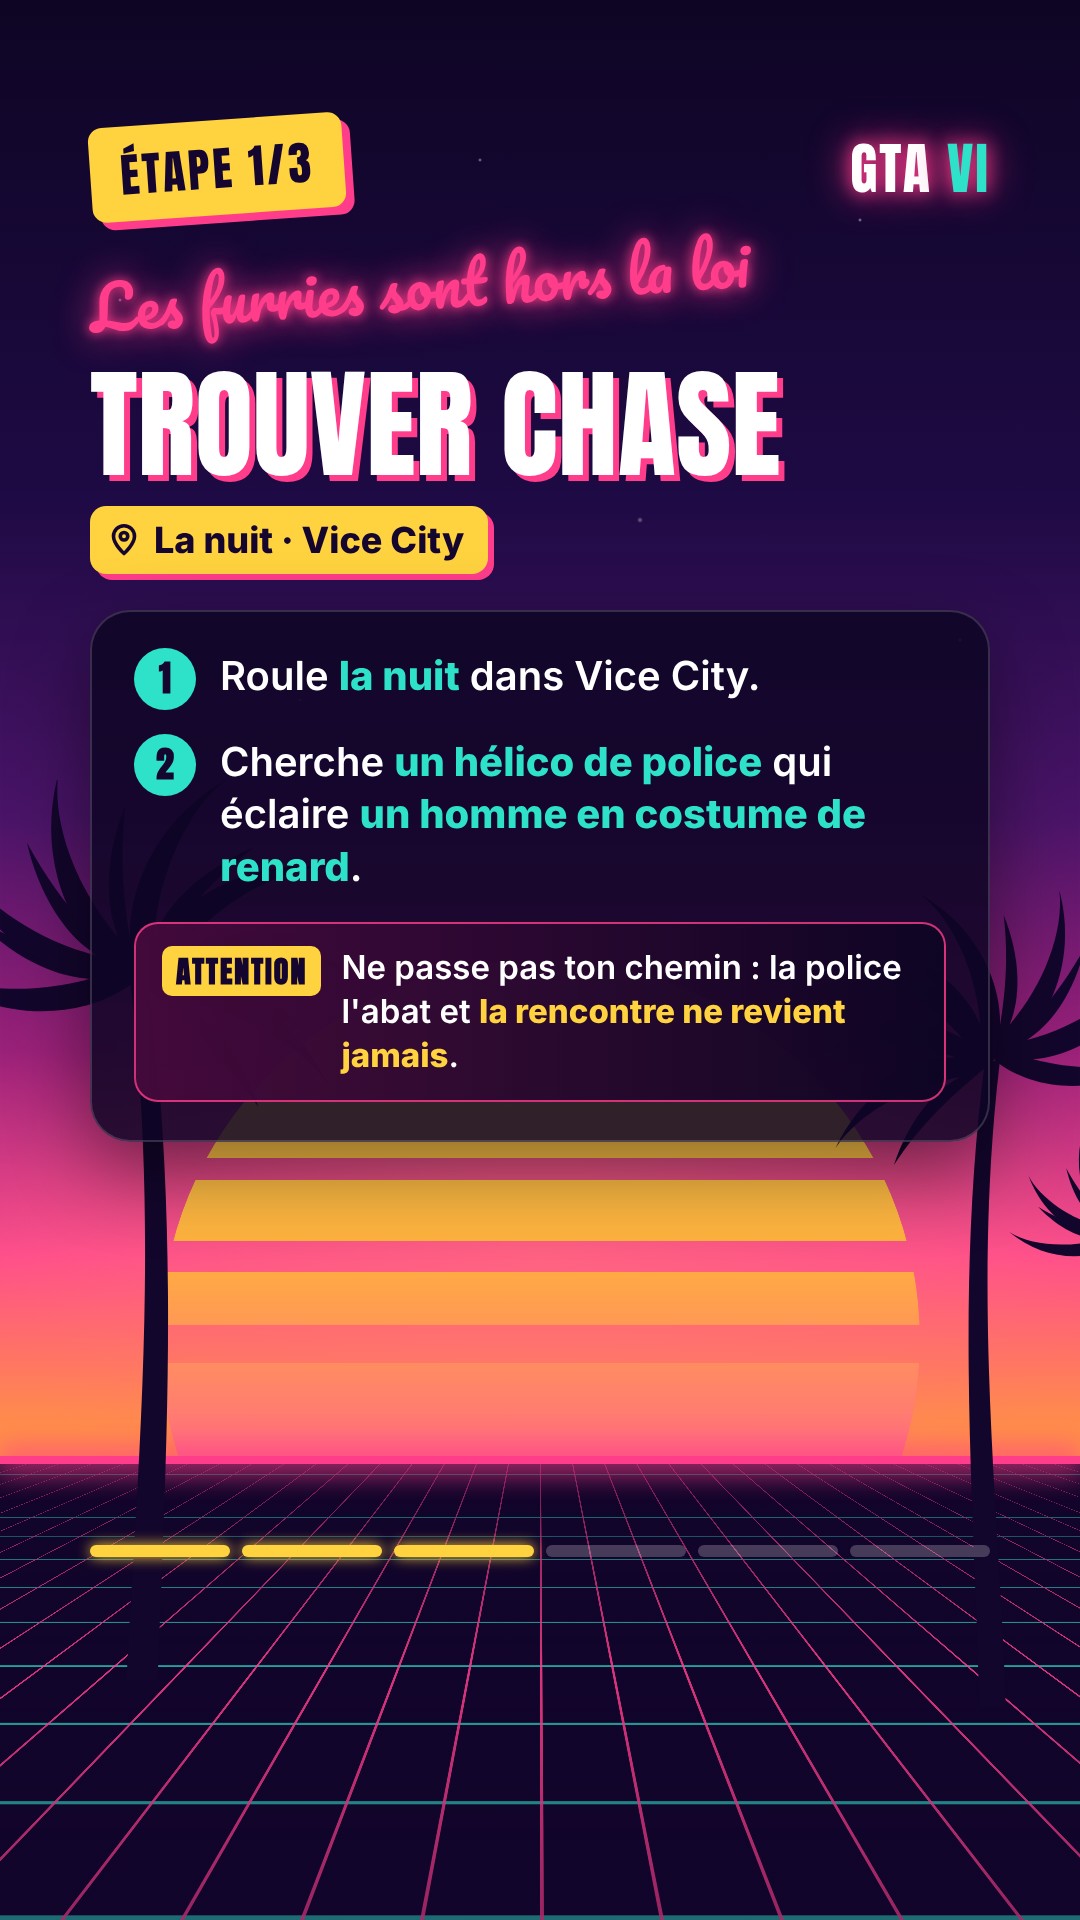 ÉTAPE 1/3
GTA VI
Les furries sont hors la loi
TROUVER CHASE
La nuit · Vice City
1 Roule la nuit dans Vice City.
2 Cherche un hélico de police qui
éclaire un homme en costume de
renard.
ATTENTION Ne passe pas ton chemin : la police
l'abat et la rencontre ne revient
jamais.